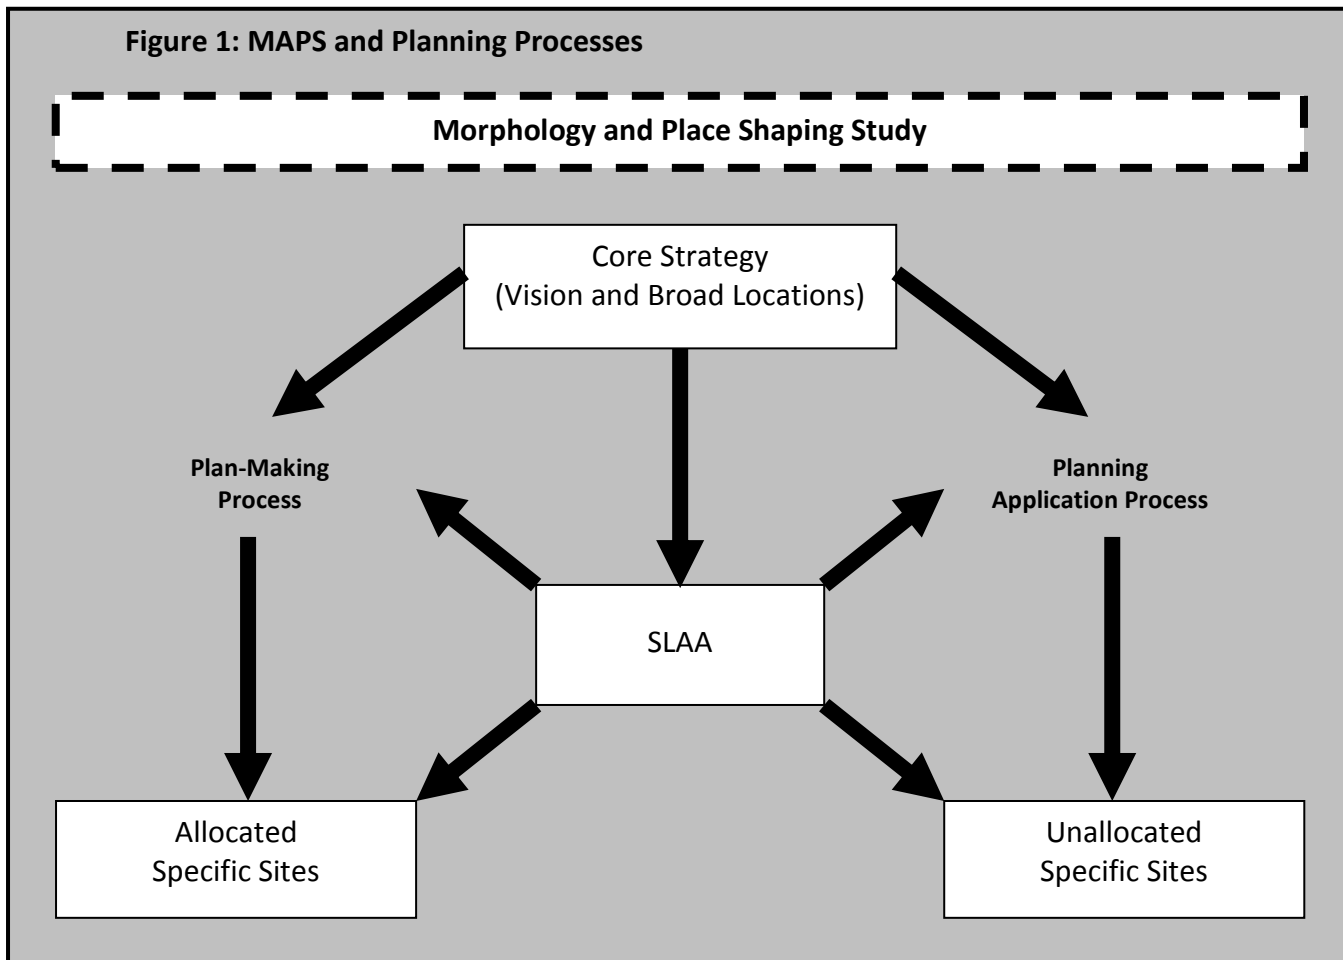 Figure 1: MAPS and Planning Processes
Morphology and Place Shaping Study
Core Strategy
(Vision and Broad Locations)
Plan-Making
Process
Planning
Application Process
SLAA
Allocated
Specific Sites
Unallocated
Specific Sites